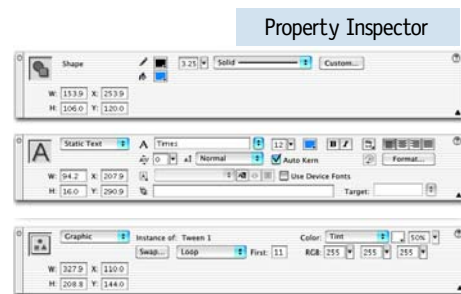 Property Inspector
Shape 3.25 Solid Custom...
W: 153.9 X: 253.9
H: 106.0 Y: 120.0
Static Text A Times 12 B I
0 Normal Auto Kern Format...
W: 94.2 X: 207.9 Use Device Fonts
H: 16.0 Y: 290.9 Target:
Graphic Instance of: Tween 1 Color: Tint 50%
Swap... Loop First: 11 RGB: 255 255 255
W: 327.9 X: 110.0
H: 208.8 Y: 144.0